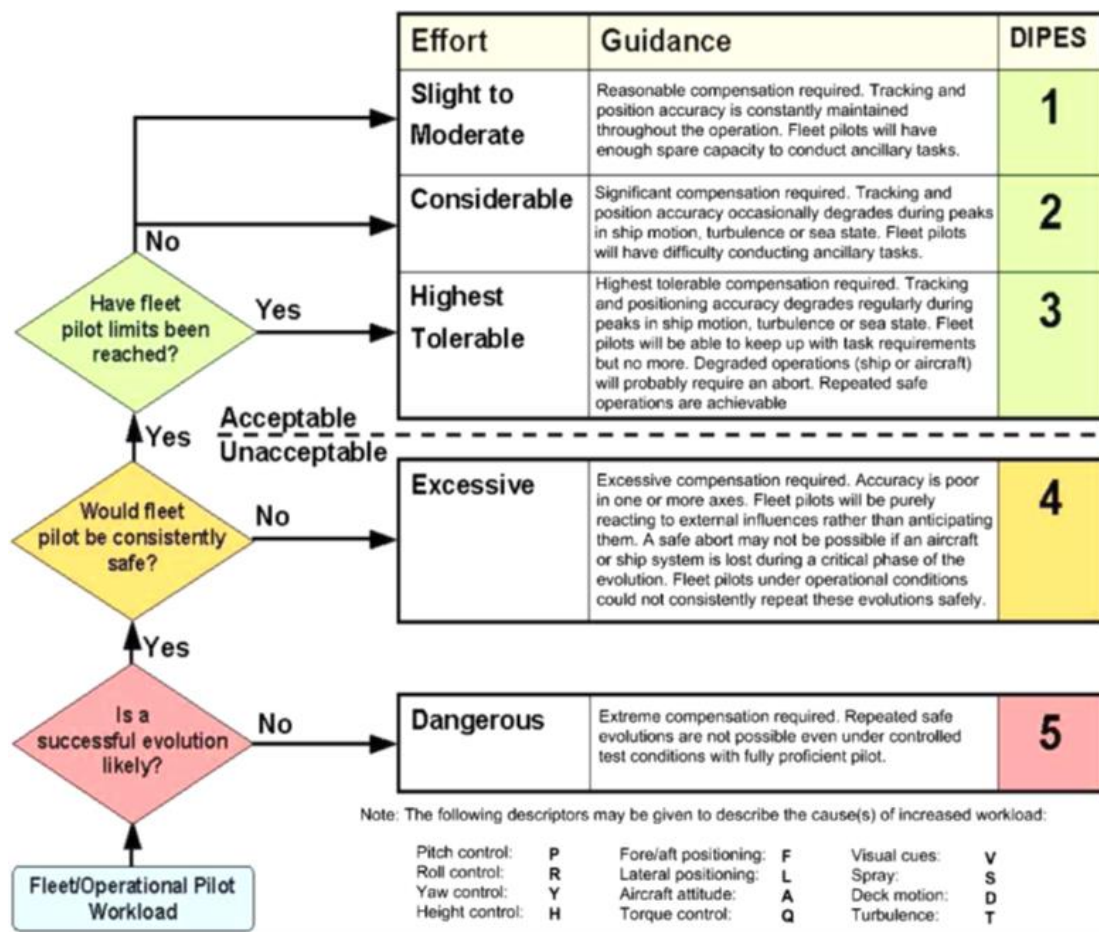 Effort
Guidance
DIPES
Slight to
Moderate
Reasonable compensation required. Tracking and
position accuracy is constantly maintained
throughout the operation. Fleet pilots will have
enough spare capacity to conduct ancillary tasks.
1
Considerable
Significant compensation required. Tracking and
position accuracy occasionally degrades during peaks
in ship motion, turbulence or sea state. Fleet pilots
will have difficulty conducting ancillary tasks.
2
No
Have fleet
pilot limits been
reached?
Yes
Highest
Tolerable
Highest tolerable compensation required. Tracking
and positioning accuracy degrades regularly during
peaks in ship motion, turbulence or sea state. Fleet
pilots will be able to keep up with task requirements
but no more. Degraded operations (ship or aircraft)
will probably require an abort. Repeated safe
operations are achievable
3
Yes
Acceptable
Unacceptable
Would fleet
pilot be consistently
safe?
No
Excessive
Excessive compensation required. Accuracy is poor
in one or more axes. Fleet pilots will be purely
reacting to external influences rather than anticipating
them. A safe abort may not be possible if an aircraft
or ship system is lost during a critical phase of the
evolution. Fleet pilots under operational conditions
could not consistently repeat these evolutions safely.
4
Yes
Is a
successful evolution
likely?
No
Dangerous
Extreme compensation required. Repeated safe
evolutions are not possible even under controlled
test conditions with fully proficient pilot.
5
Fleet/Operational Pilot
Workload
Note: The following descriptors may be given to describe the cause(s) of increased workload:
Pitch control: P Fore/aft positioning: F Visual cues: V
Roll control: R Lateral positioning: L Spray: S
Yaw control: Y Aircraft attitude: A Deck motion: D
Height control: H Torque control: Q Turbulence: T